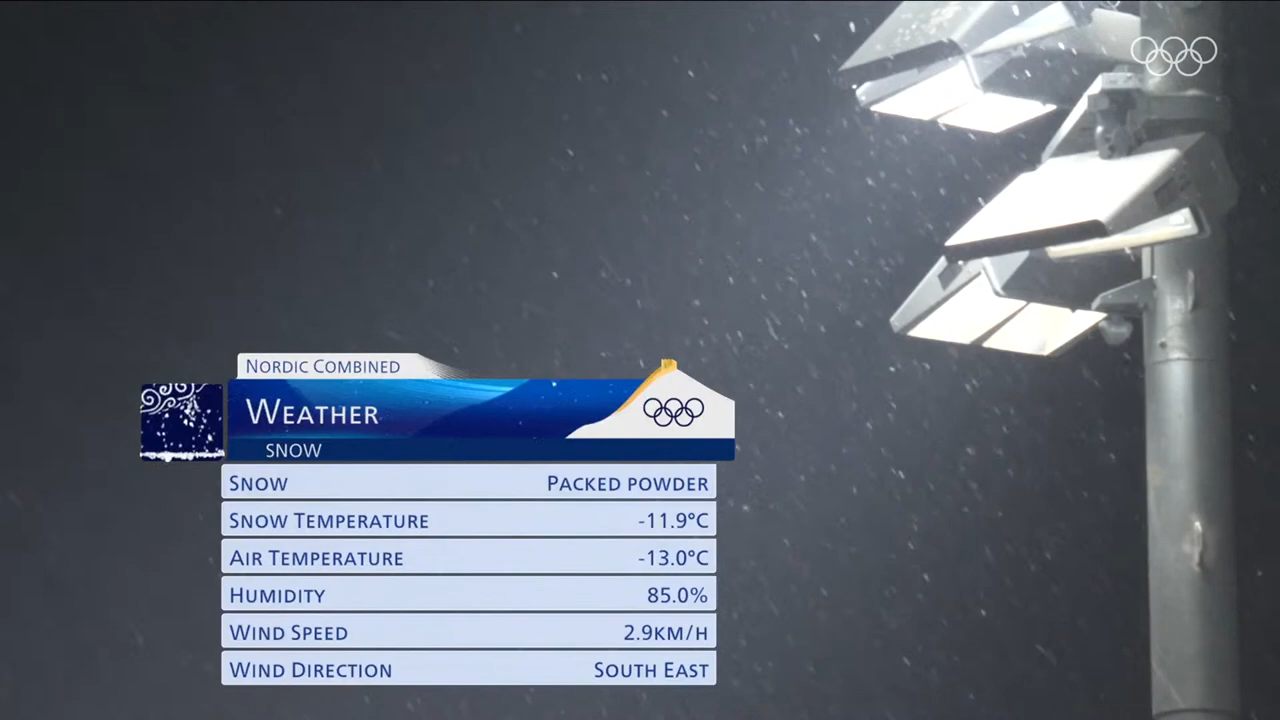 NORDIC COMBINED
WEATHER
SNOW
SNOW PACKED POWDER
SNOW TEMPERATURE -11.9°C
AIR TEMPERATURE -13.0°C
HUMIDITY 85.0%
WIND SPEED 2.9KM/H
WIND DIRECTION SOUTH EAST